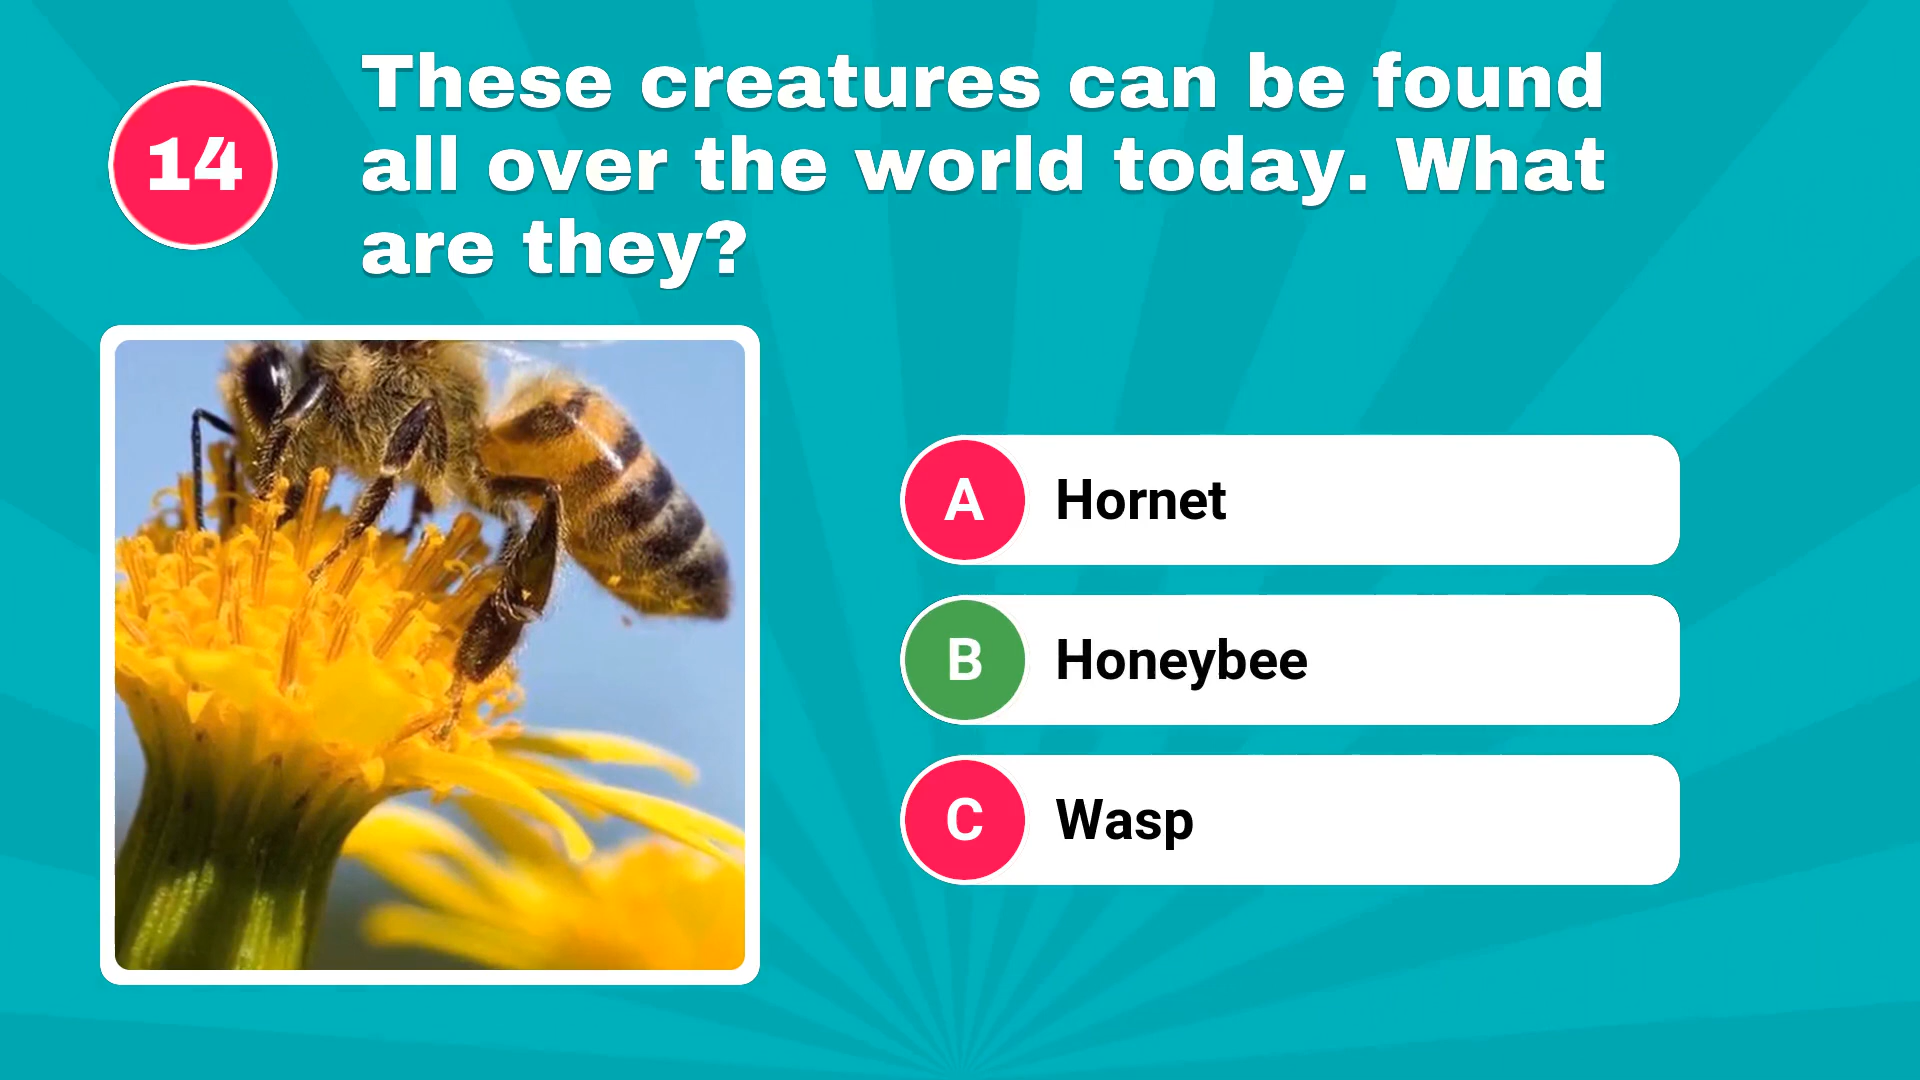 14
These creatures can be found
all over the world today. What
are they?
A Hornet
B Honeybee
C Wasp